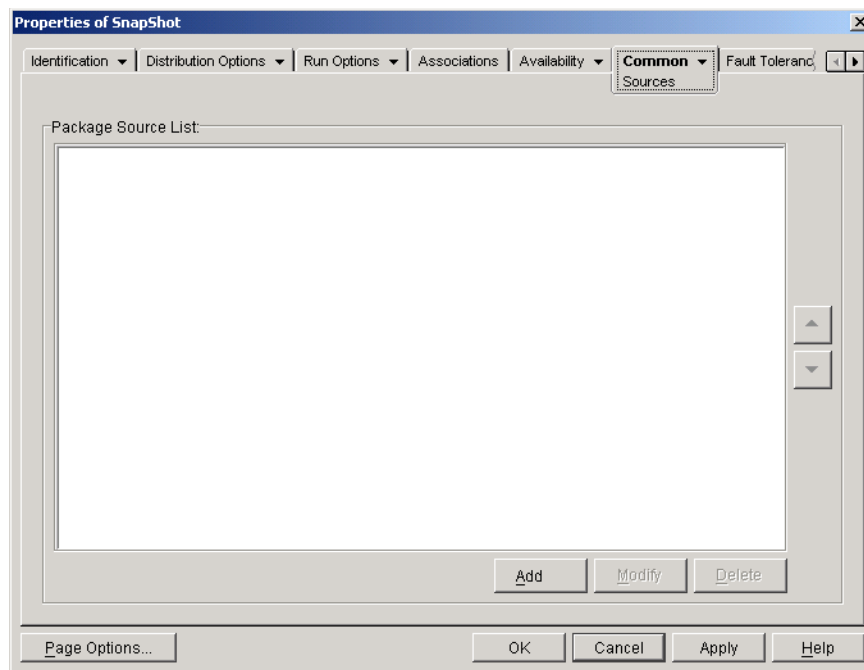 Properties of SnapShot
Identification Distribution Options Run Options Associations Availability Common Fault Toleranc
Sources
Package Source List:
Add Modify Delete
Page Options... OK Cancel Apply Help